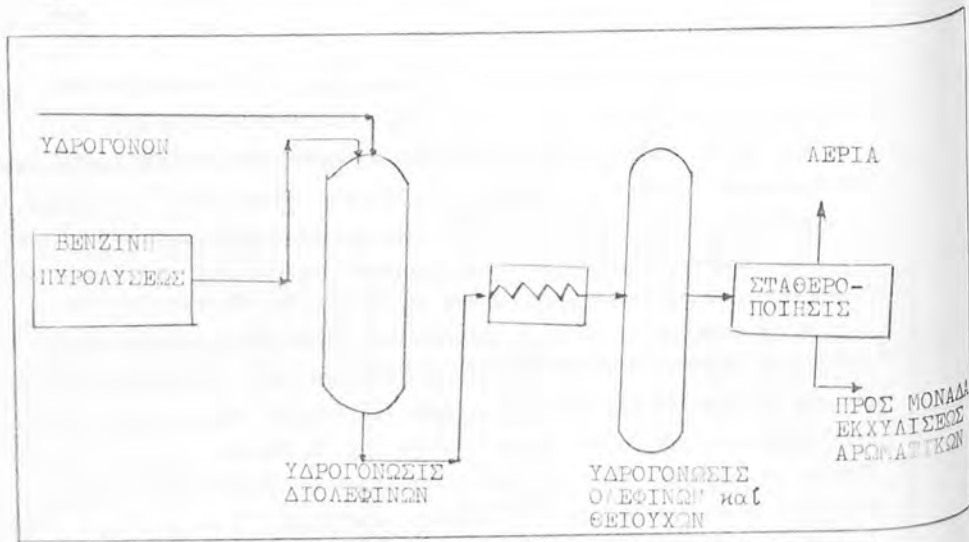 ΥΔΡΟΓΟΝΟΝ
ΒΕΝΖΙΝΗ
ΠΥΡΟΛΥΣΕΩΣ
ΑΕΡΙΑ
ΣΤΑΘΕΡΟ-
ΠΟΙΗΣΙΣ
ΥΔΡΟΓΟΝΩΣΙΣ
ΔΙΟΛΕΦΙΝΩΝ
ΥΔΡΟΓΟΝΩΣΙΣ
ΟΛΕΦΙΝΩΝ καί
ΘΕΙΟΥΧΩΝ
ΠΡΟΣ ΜΟΝΑΔΑ
ΕΚΧΥΛΙΣΕΩΣ
ΑΡΩΜΑΤΙΚΩΝ